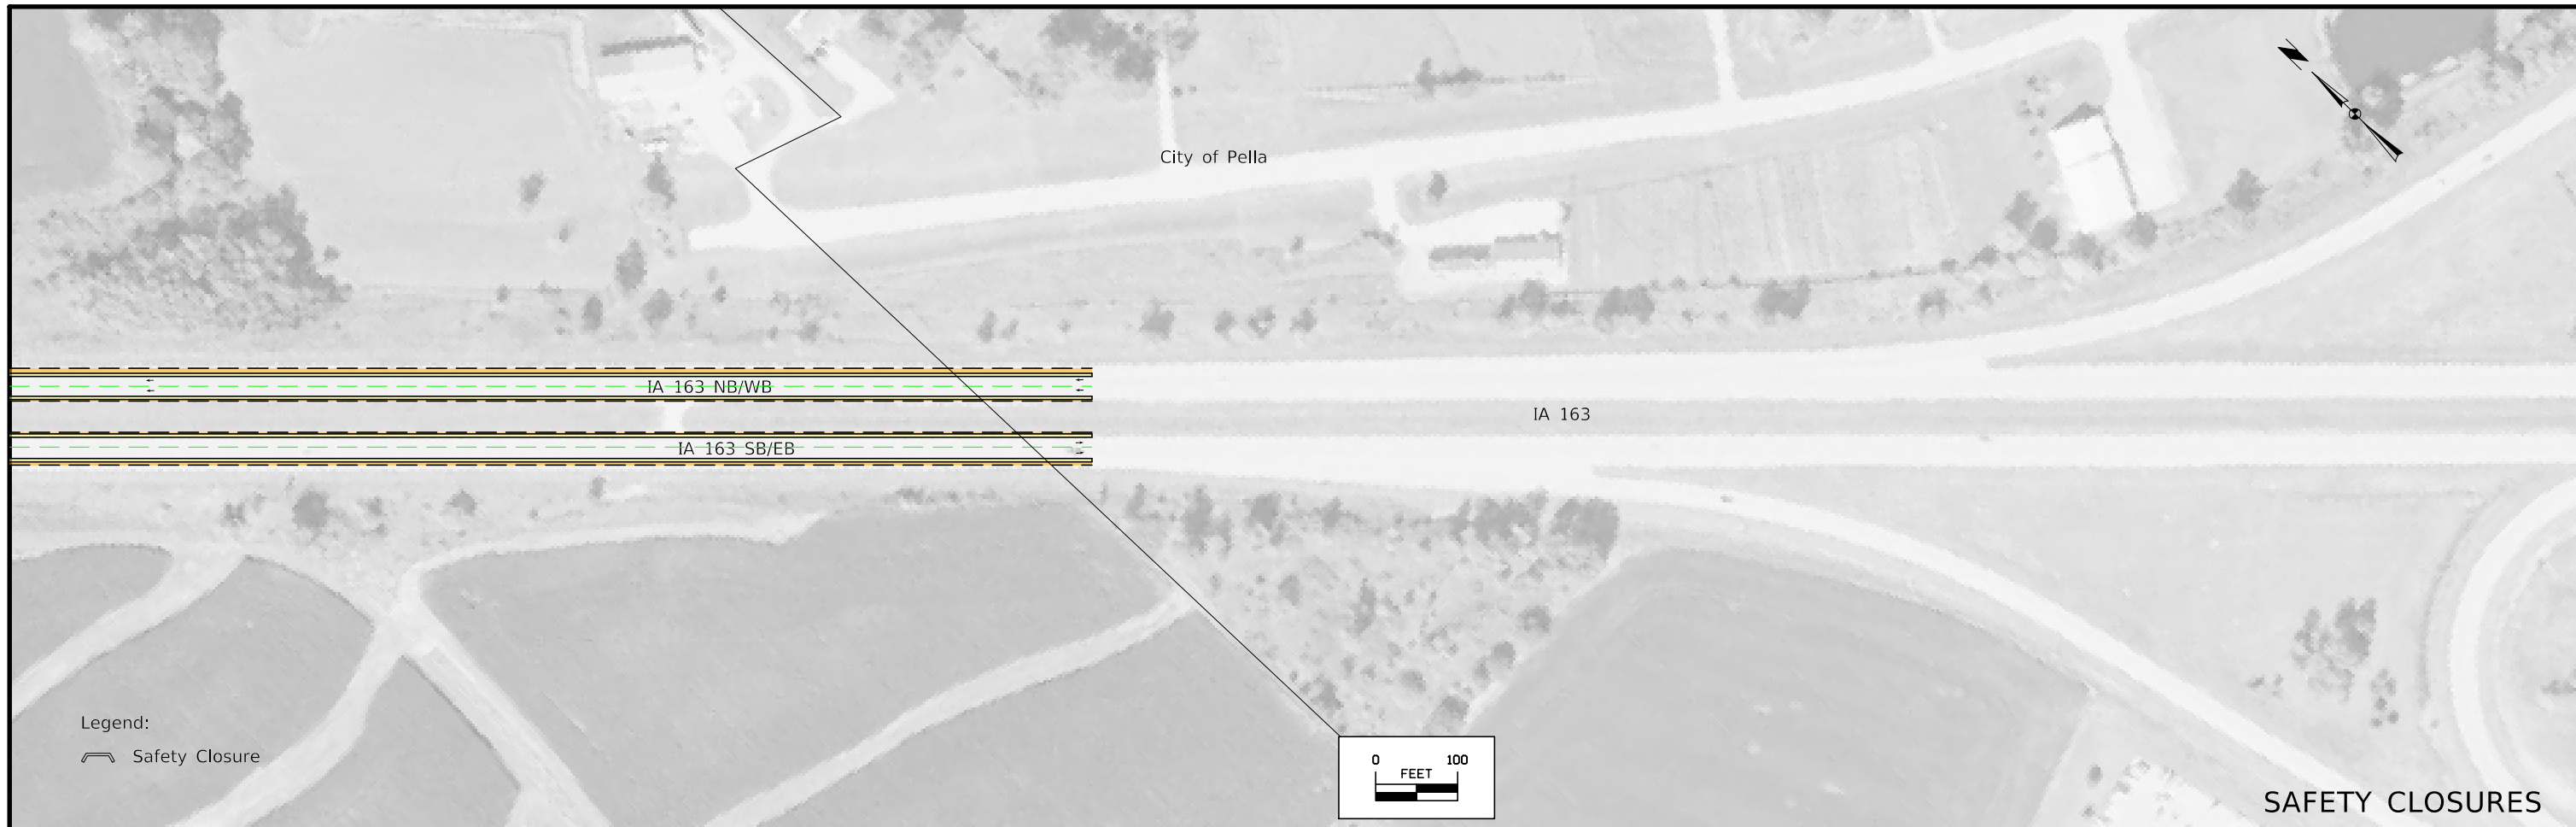 City of Pella
IA 163 NB/WB
IA 163
IA 163 SB/EB
Legend:
Safety Closure
0 100
FEET
SAFETY CLOSURES